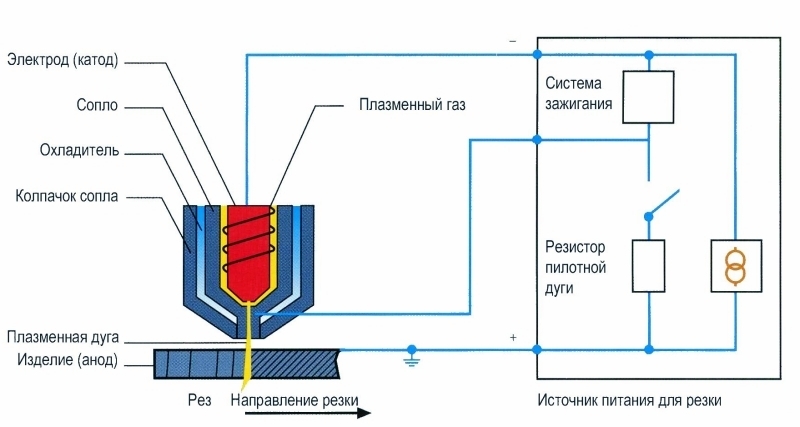 Электрод (катод)
Сопло
Охладитель
Колпачок сопла
Плазменный газ
Плазменная дуга
Изделие (анод)
Рез
Направление резки
–
+
Система
зажигания
Резистор
пилотной
дуги
Источник питания для резки